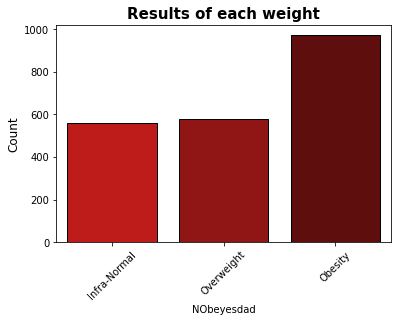 Results of each weight
1000
800
600
400
200
0
Count
Infra-Normal
Overweight
Obesity
NObeyesdad